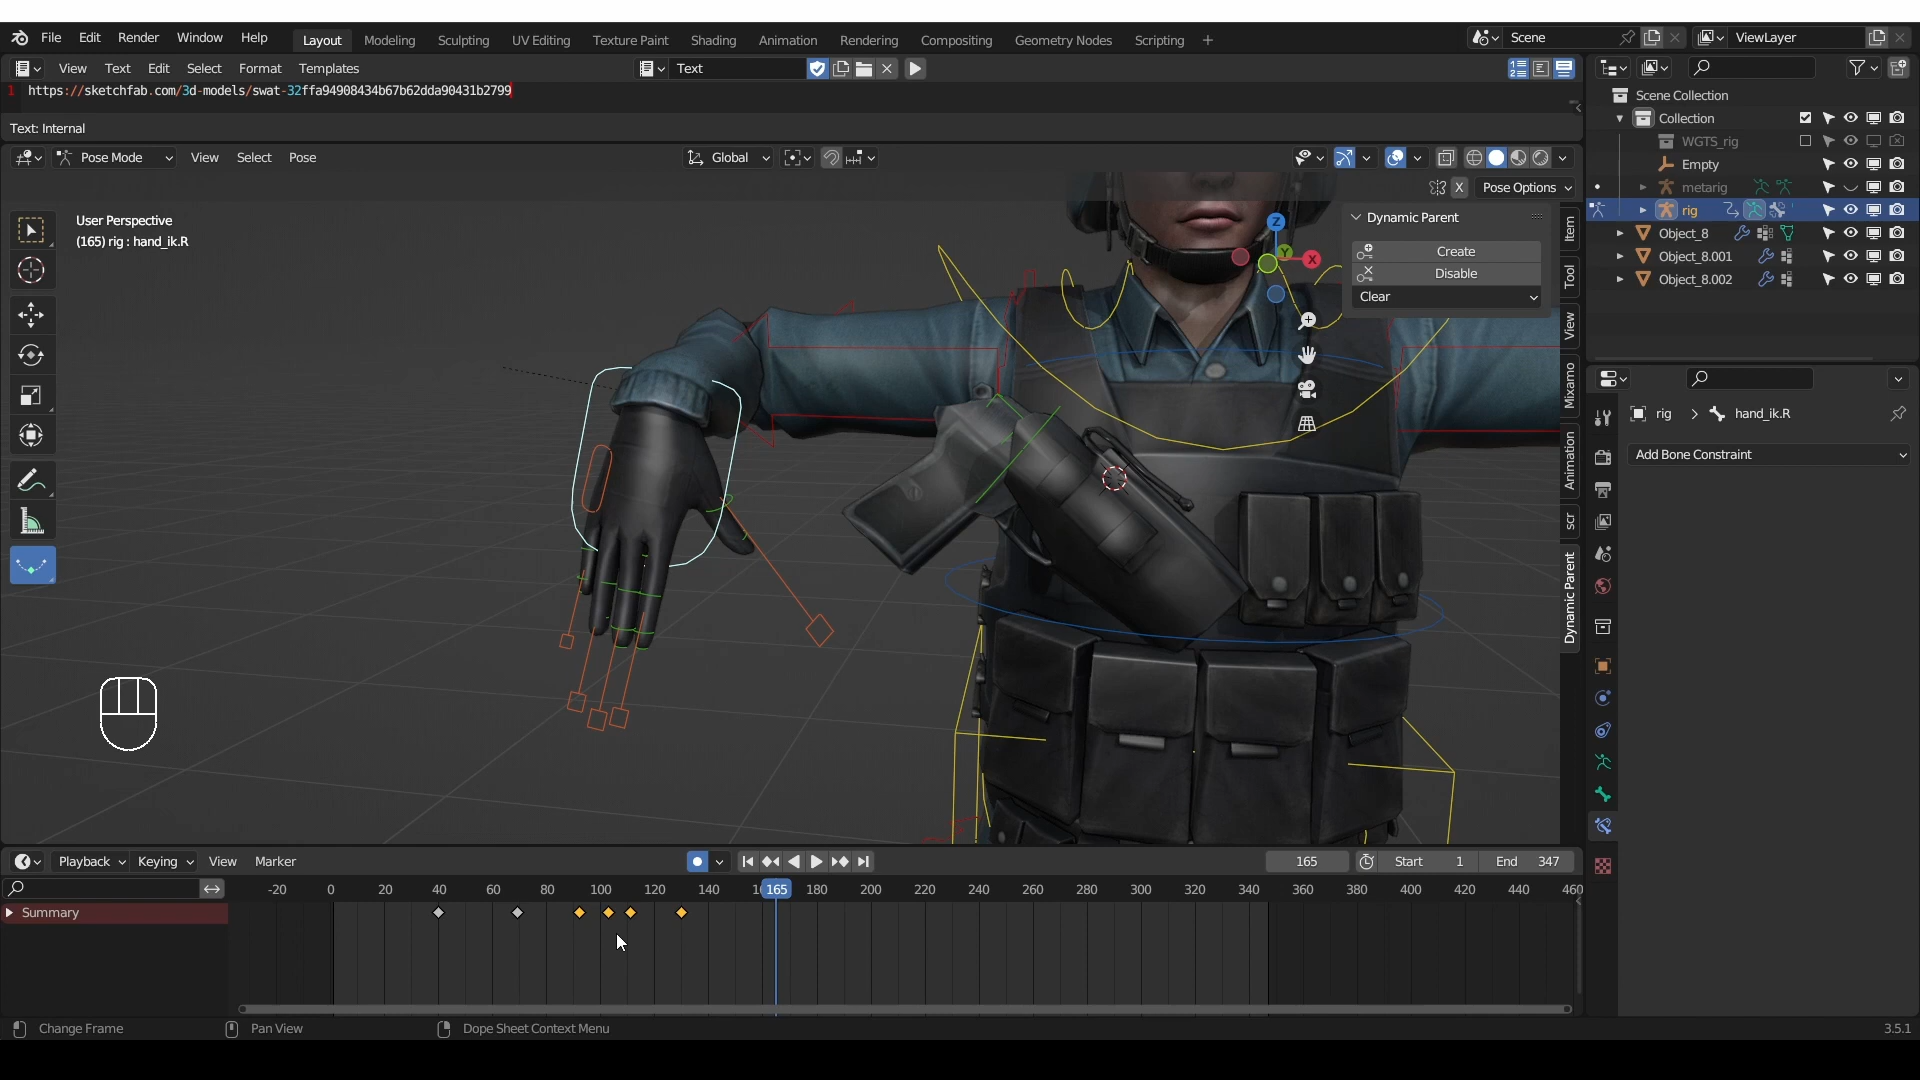 File Edit Render Window Help Layout Modeling Sculpting UV Editing Texture Paint Shading Animation Rendering Compositing Geometry Nodes Scripting + Scene ViewLayer
View Text Edit Select Format Templates Text
1 https://sketchfab.com/3d-models/swat-32ffa94908434b67b62dda90431b2799
Text: Internal
Pose Mode View Select Pose Global
X Pose Options
User Perspective
(165) rig : hand_ik.R
Dynamic Parent
Create
Disable
Clear
Z
Y
X
Item
Tool
View
Mixamo
Animation
scr
Dynamic Parent
Scene Collection
Collection
WGTS_rig
Empty
metarig
rig
Object_8
Object_8.001
Object_8.002
rig > hand_ik.R
Add Bone Constraint
Playback Keying View Marker 165 Start 1 End 347
-20 0 20 40 60 80 100 120 140 165 180 200 220 240 260 280 300 320 340 360 380 400 420 440 460
Summary
Change Frame Pan View Dope Sheet Context Menu 3.5.1